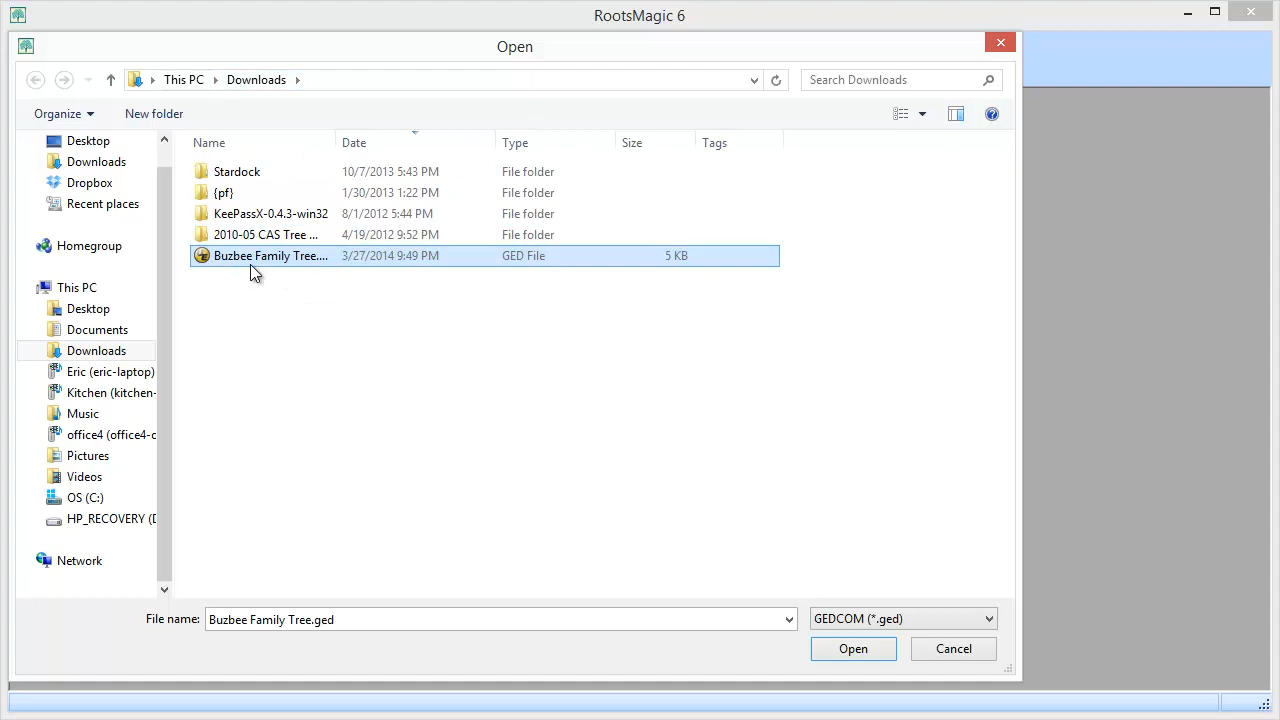 RootsMagic 6
Open
This PC
Downloads
Search Downloads
Organize
New folder
Name
Date
Type
Size
Tags
Desktop
Downloads
Dropbox
Recent places
Homegroup
This PC
Desktop
Documents
Downloads
Eric (eric-laptop)
Kitchen (kitchen-
Music
office4 (office4-c
Pictures
Videos
OS (C:)
HP_RECOVERY (D
Network
Stardock 10/7/2013 5:43 PM File folder
{pf} 1/30/2013 1:22 PM File folder
KeePassX-0.4.3-win32 8/1/2012 5:44 PM File folder
2010-05 CAS Tree ... 4/19/2012 9:52 PM File folder
Buzbee Family Tree.... 3/27/2014 9:49 PM GED File 5 KB
File name: Buzbee Family Tree.ged
GEDCOM (*.ged)
Open
Cancel